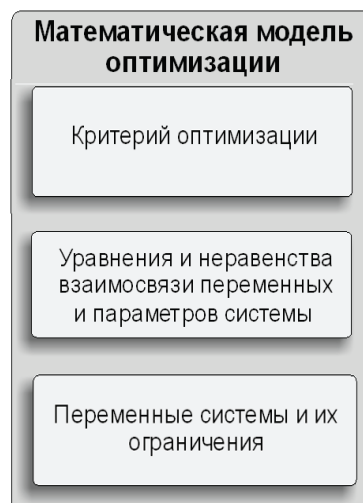 Математическая модель
оптимизации
Критерий оптимизации
Уравнения и неравенства
взаимосвязи переменных
и параметров системы
Переменные системы и их
ограничения